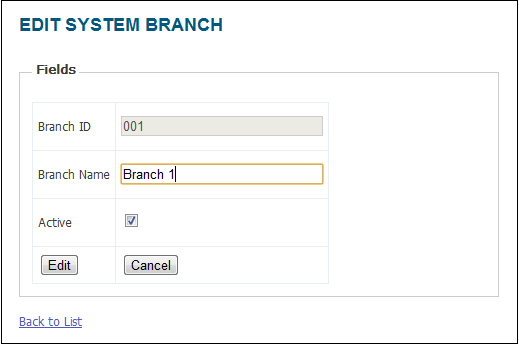 EDIT SYSTEM BRANCH
Fields
Branch ID 001
Branch Name Branch 1
Active
Edit Cancel
Back to List